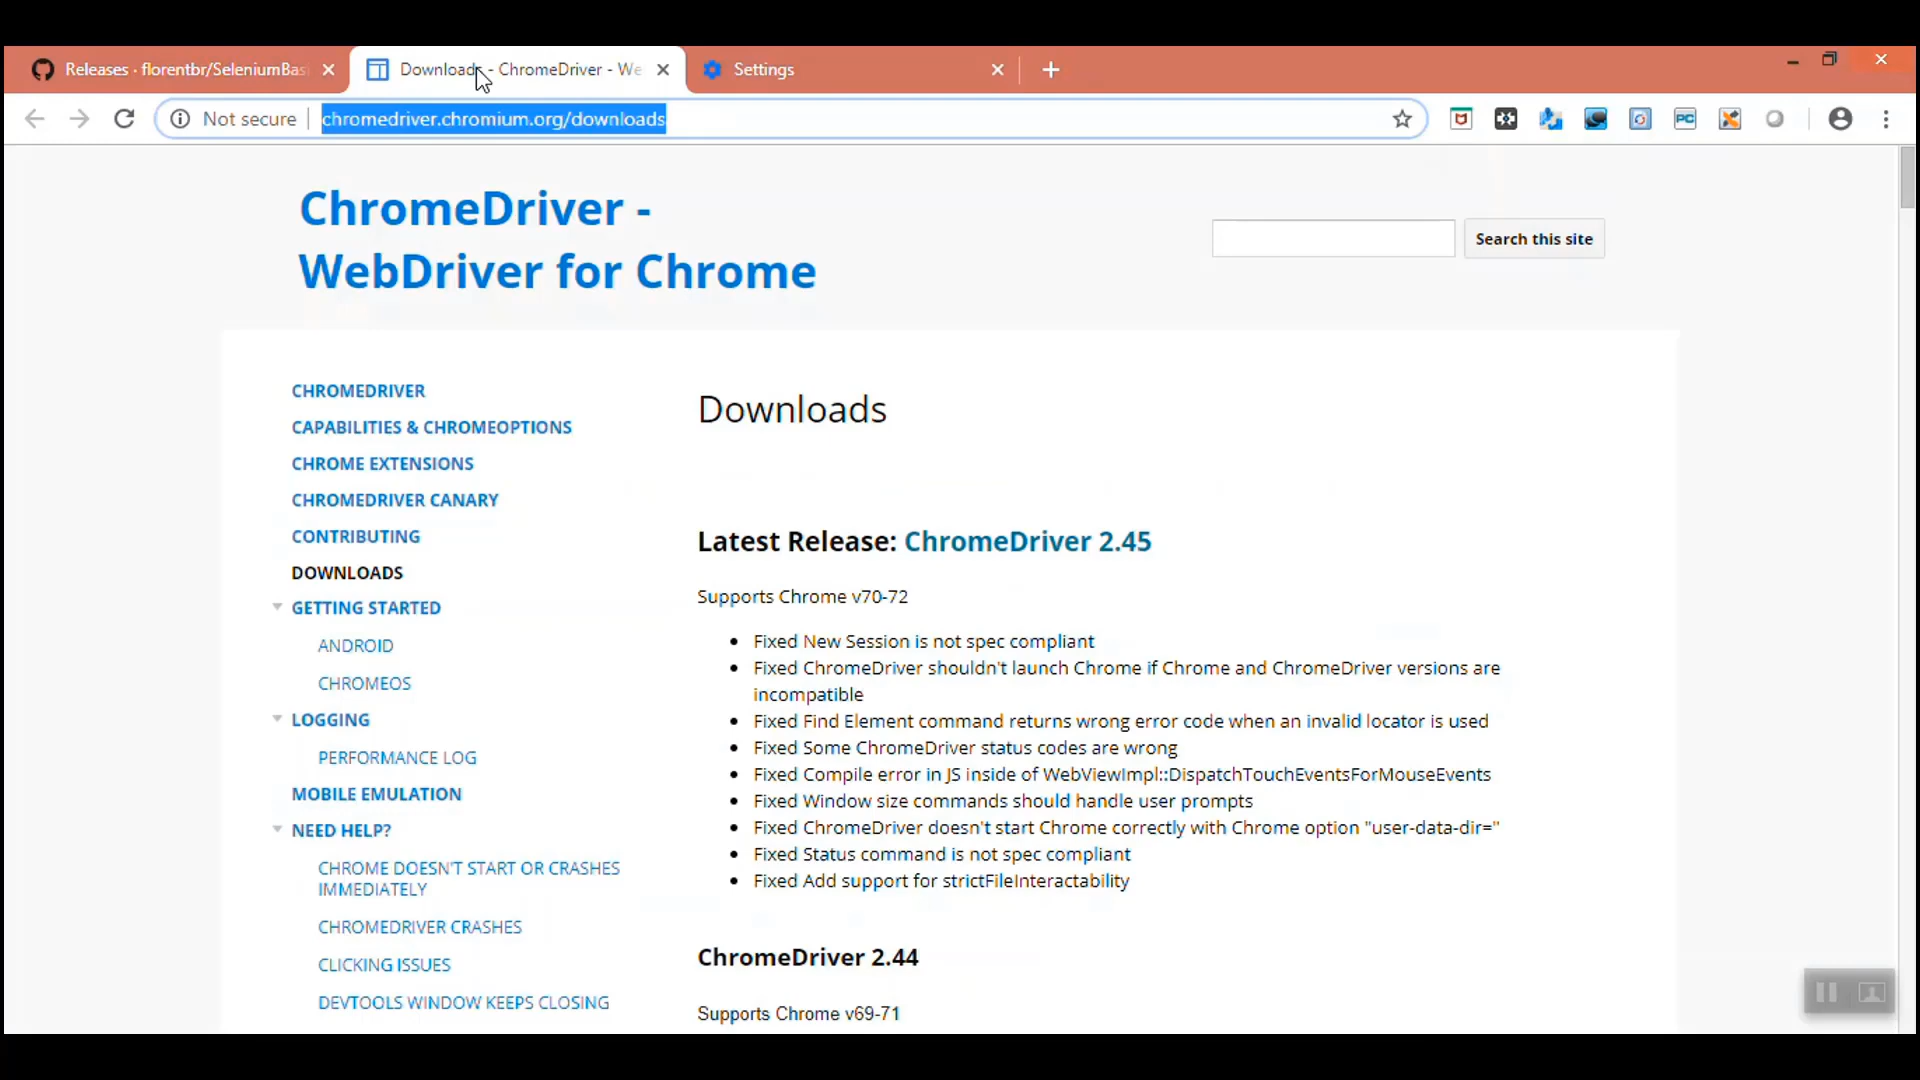 Releases · florentbr/SeleniumBas
Downloads - ChromeDriver - We
Settings
Not secure
chromedriver.chromium.org/downloads
PC
ChromeDriver -
WebDriver for Chrome
Search this site
CHROMEDRIVER
CAPABILITIES & CHROMEOPTIONS
CHROME EXTENSIONS
CHROMEDRIVER CANARY
CONTRIBUTING
DOWNLOADS
GETTING STARTED
ANDROID
CHROMEOS
LOGGING
PERFORMANCE LOG
MOBILE EMULATION
NEED HELP?
CHROME DOESN'T START OR CRASHES
IMMEDIATELY
CHROMEDRIVER CRASHES
CLICKING ISSUES
DEVTOOLS WINDOW KEEPS CLOSING
Downloads
Latest Release: ChromeDriver 2.45
Supports Chrome v70-72
• Fixed New Session is not spec compliant
• Fixed ChromeDriver shouldn't launch Chrome if Chrome and ChromeDriver versions are
incompatible
• Fixed Find Element command returns wrong error code when an invalid locator is used
• Fixed Some ChromeDriver status codes are wrong
• Fixed Compile error in JS inside of WebViewImpl::DispatchTouchEventsForMouseEvents
• Fixed Window size commands should handle user prompts
• Fixed ChromeDriver doesn't start Chrome correctly with Chrome option "user-data-dir="
• Fixed Status command is not spec compliant
• Fixed Add support for strictFileInteractability
ChromeDriver 2.44
Supports Chrome v69-71